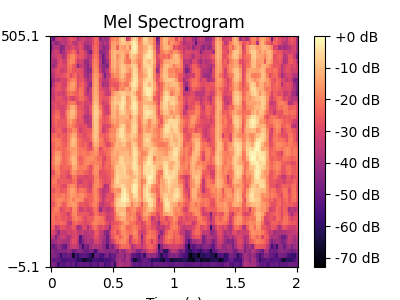 Mel Spectrogram
505.1
−5.1
0
0.5
1
1.5
2
+0 dB
-10 dB
-20 dB
-30 dB
-40 dB
-50 dB
-60 dB
-70 dB